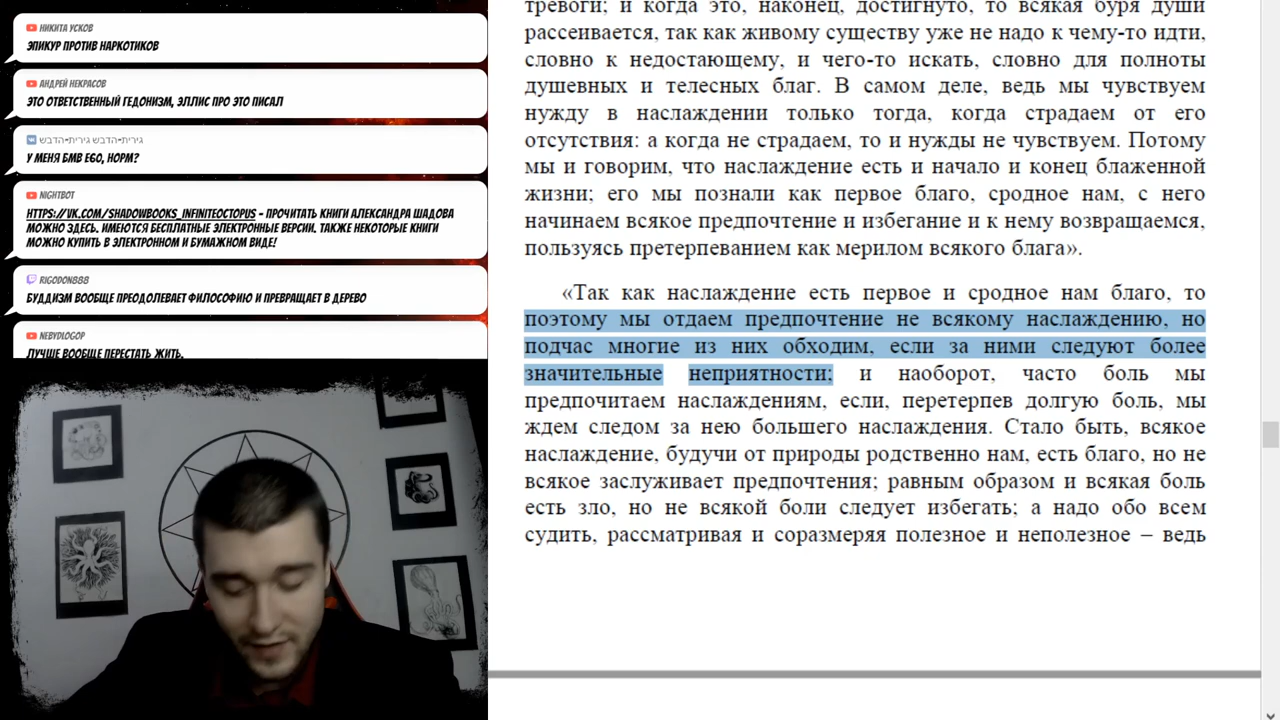 НИКИТА УСКОВ
ЭПИКУР ПРОТИВ НАРКОТИКОВ
АНДРЕЙ НЕКРАСОВ
ЭТО ОТВЕТСТВЕННЫЙ ГЕДОНИЗМ, ЭЛЛИС ПРО ЭТО ПИСАЛ
גירית-הדבש גירית-הדבש
У МЕНЯ БМВ Е60, НОРМ?
NIGHTBOT
HTTPS://VK.COM/SHADOWBOOKS_INFINITEOCTOPUS - ПРОЧИТАТЬ КНИГИ АЛЕКСАНДРА ШАДОВА
МОЖНО ЗДЕСЬ. ИМЕЮТСЯ БЕСПЛАТНЫЕ ЭЛЕКТРОННЫЕ ВЕРСИИ. ТАКЖЕ НЕКОТОРЫЕ КНИГИ
МОЖНО КУПИТЬ В ЭЛЕКТРОННОМ И БУМАЖНОМ ВИДЕ!
RIGODON888
БУДДИЗМ ВООБЩЕ ПРЕОДОЛЕВАЕТ ФИЛОСОФИЮ И ПРЕВРАЩАЕТ В ДЕРЕВО
NEBYDLOGOP
ЛУЧШЕ ВООБЩЕ ПЕРЕСТАТЬ ЖИТЬ.
тревоги; и когда это, наконец, достигнуто, то всякая буря души
рассеивается, так как живому существу уже не надо к чему-то идти,
словно к недостающему, и чего-то искать, словно для полноты
душевных и телесных благ. В самом деле, ведь мы чувствуем
нужду в наслаждении только тогда, когда страдаем от его
отсутствия: а когда не страдаем, то и нужды не чувствуем. Потому
мы и говорим, что наслаждение есть и начало и конец блаженной
жизни; его мы познали как первое благо, сродное нам, с него
начинаем всякое предпочтение и избегание и к нему возвращаемся,
пользуясь претерпеванием как мерилом всякого блага».
«Так как наслаждение есть первое и сродное нам благо, то
поэтому мы отдаем предпочтение не всякому наслаждению, но
подчас многие из них обходим, если за ними следуют более
значительные неприятности; и наоборот, часто боль мы
предпочитаем наслаждениям, если, перетерпев долгую боль, мы
ждем следом за нею большего наслаждения. Стало быть, всякое
наслаждение, будучи от природы родственно нам, есть благо, но не
всякое заслуживает предпочтения; равным образом и всякая боль
есть зло, но не всякой боли следует избегать; а надо обо всем
судить, рассматривая и соразмеряя полезное и неполезное – ведь